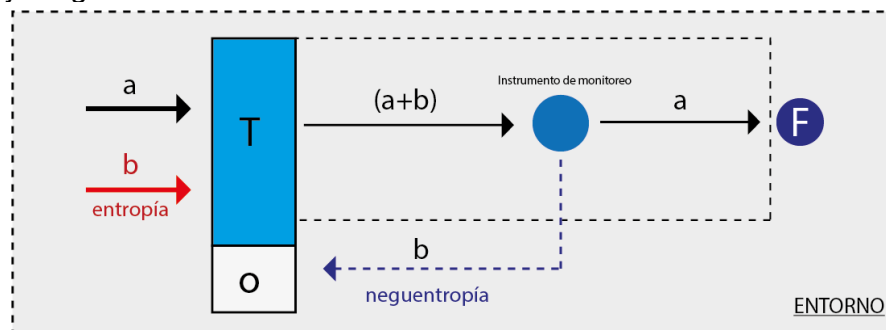 a
b
entropía
T
O
(a+b)
Instrumento de monitoreo
a
F
b
neguentropía
ENTORNO